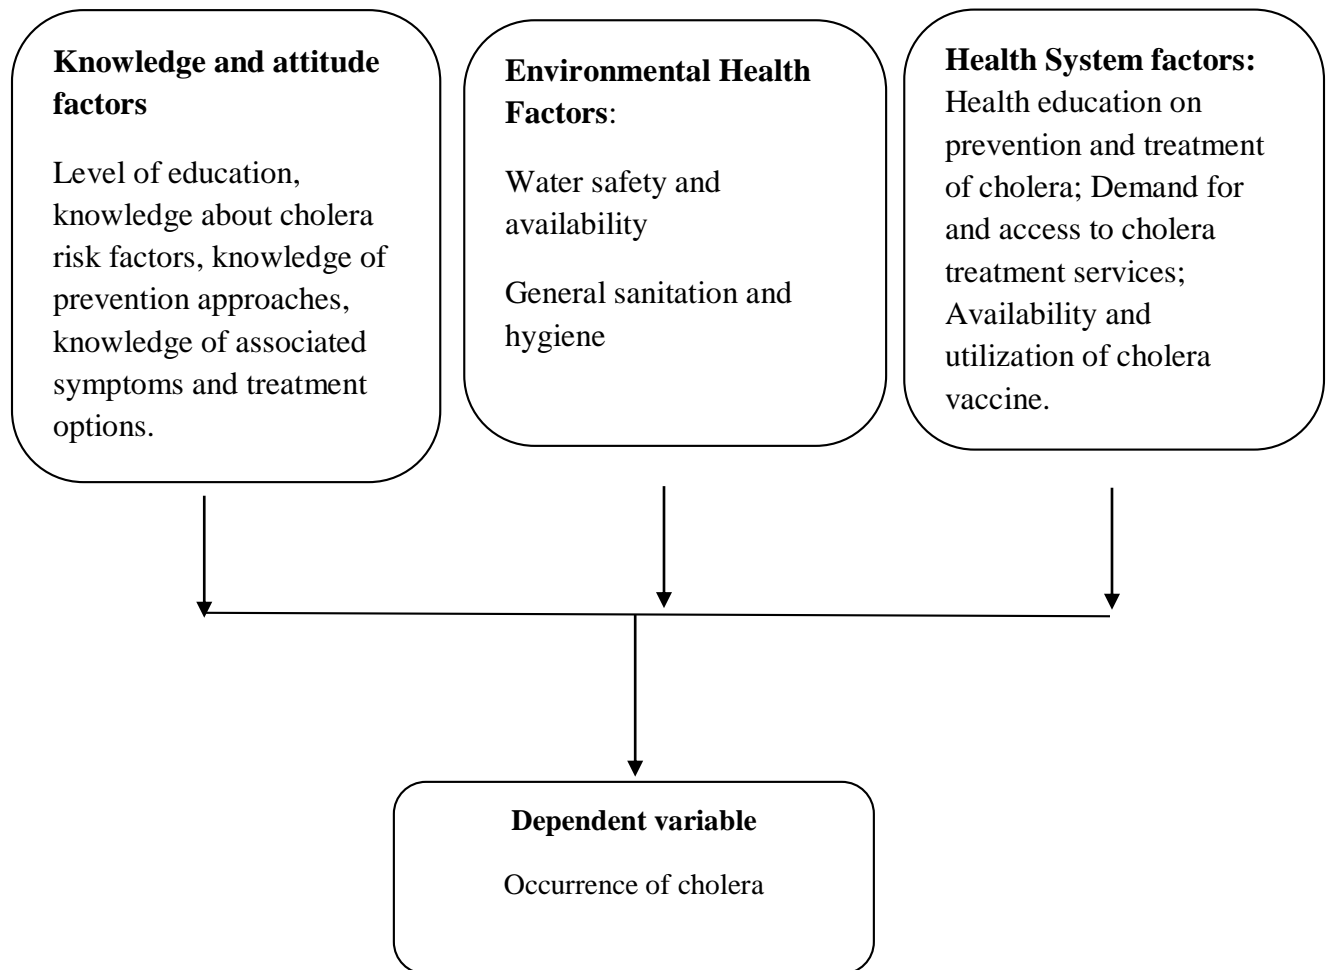 Knowledge and attitude
factors
Level of education,
knowledge about cholera
risk factors, knowledge of
prevention approaches,
knowledge of associated
symptoms and treatment
options.
Environmental Health
Factors:
Water safety and
availability
General sanitation and
hygiene
Health System factors:
Health education on
prevention and treatment
of cholera; Demand for
and access to cholera
treatment services;
Availability and
utilization of cholera
vaccine.
Dependent variable
Occurrence of cholera